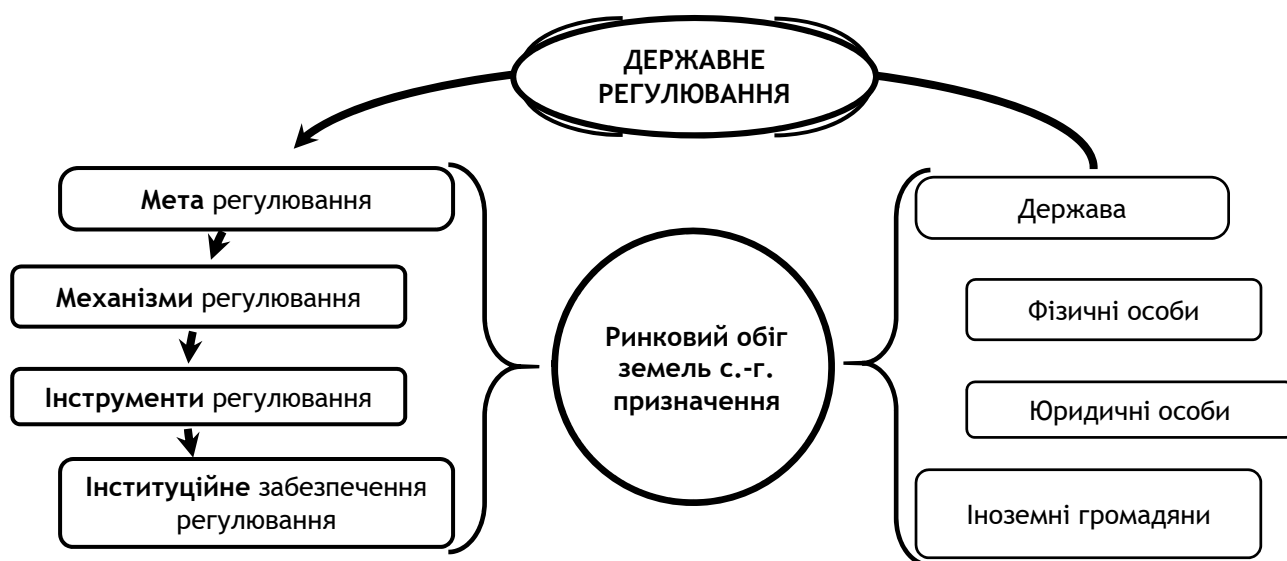 ДЕРЖАВНЕ
РЕГУЛЮВАННЯ
Мета регулювання
Механізми регулювання
Інструменти регулювання
Інституційне забезпечення
регулювання
Ринковий обіг
земель с.-г.
призначення
Держава
Фізичні особи
Юридичні особи
Іноземні громадяни